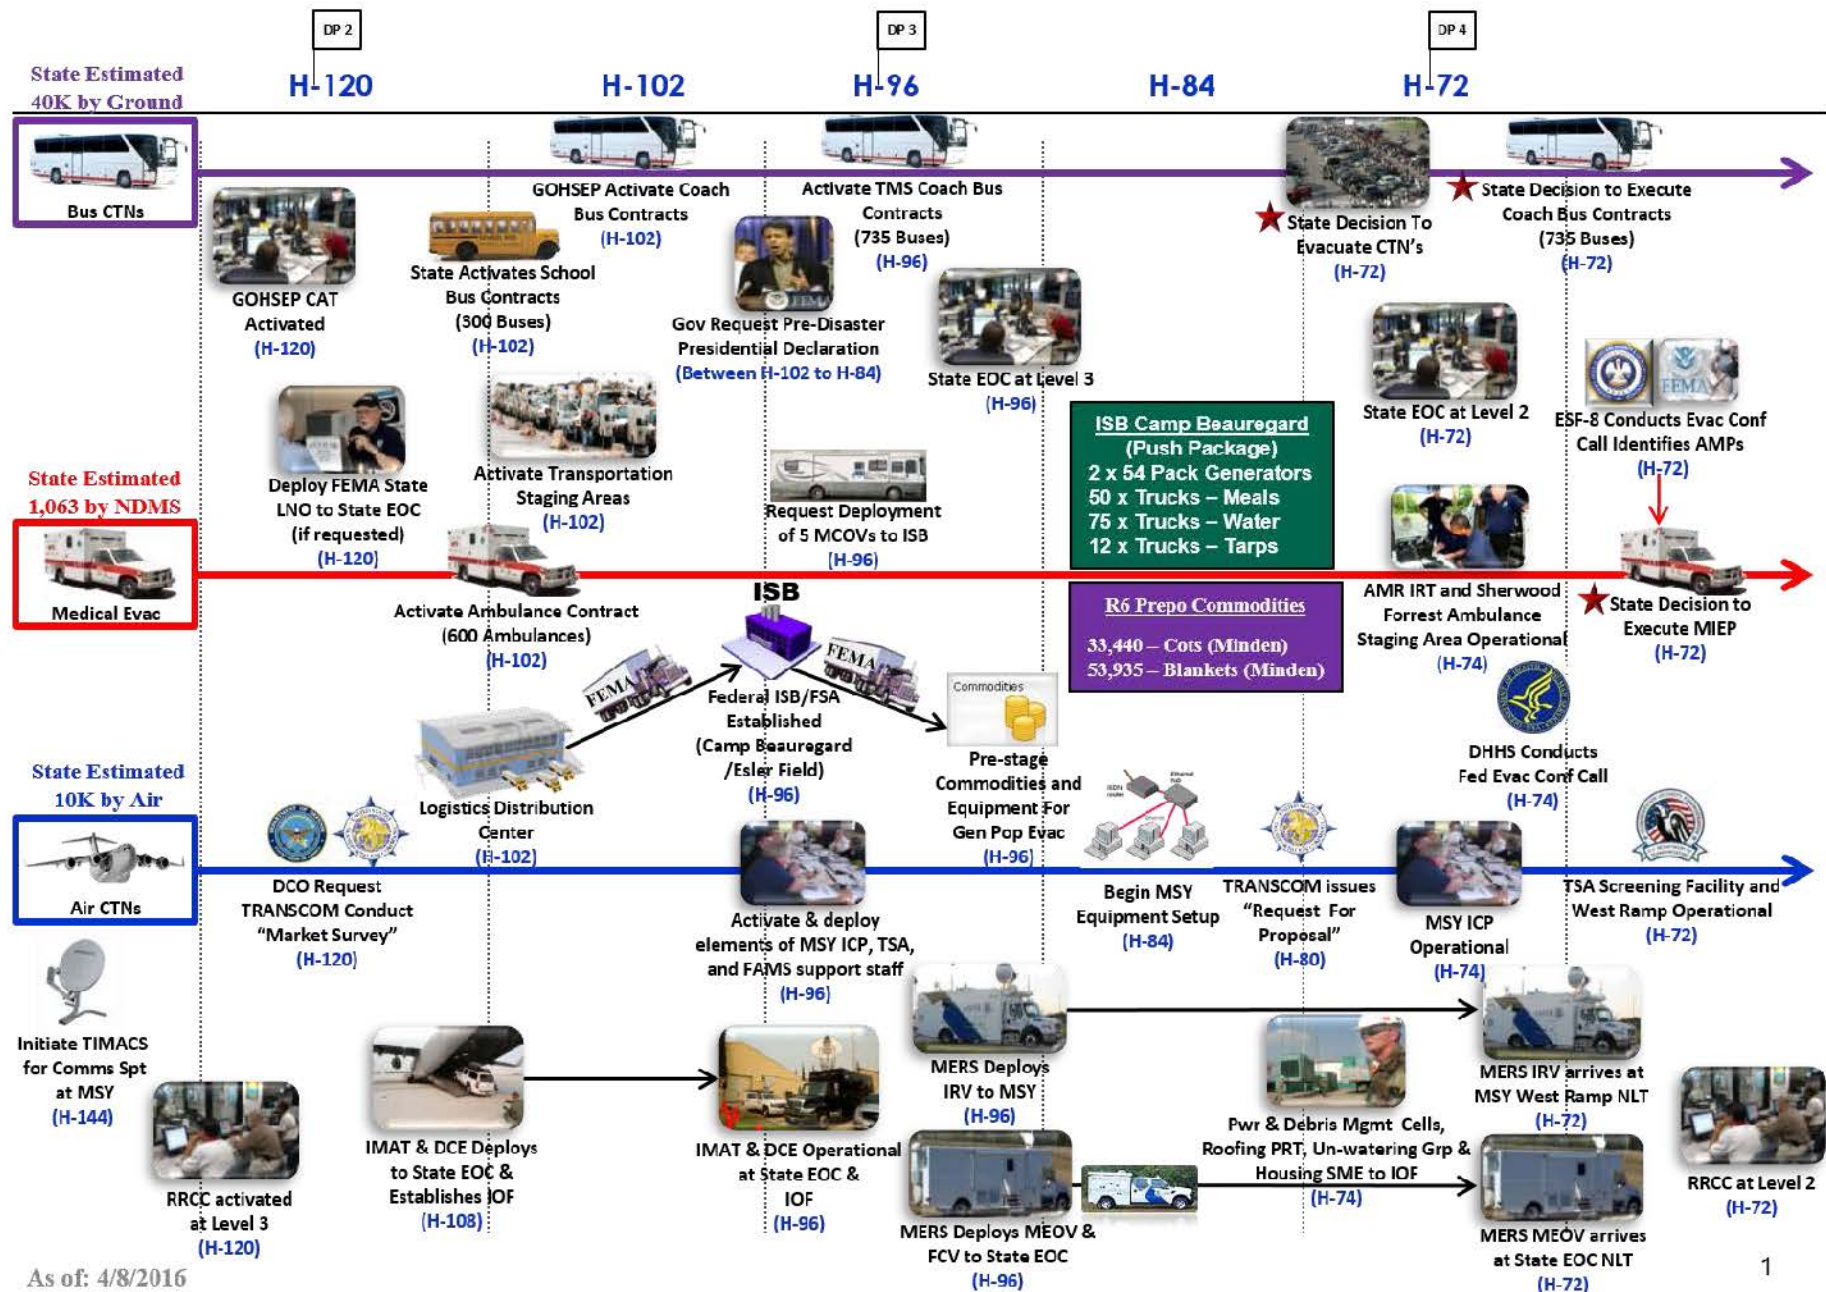 DP 2
DP 3
DP 4
State Estimated
40K by Ground
H-120
H-102
H-96
H-84
H-72
Bus CTNs
GOHSEP CAT
Activated
(H-120)
State Activates School
Bus Contracts
(300 Buses)
(H-102)
GOHSEP Activate Coach
Bus Contracts
(H-102)
Gov Request Pre-Disaster
Presidential Declaration
(Between H-102 to H-84)
FEMA
Activate TMS Coach Bus
Contracts
(735 Buses)
(H-96)
State EOC at Level 3
(H-96)
State Decision To
Evacuate CTN's
(H-72)
State Decision to Execute
Coach Bus Contracts
(735 Buses)
(H-72)
State EOC at Level 2
(H-72)
FEMA
ESF-8 Conducts Evac Conf
Call Identifies AMPs
(H-72)
Deploy FEMA State
LNO to State EOC
(if requested)
(H-120)
Activate Transportation
Staging Areas
(H-102)
Request Deployment
of 5 MCOVs to ISB
(H-96)
ISB Camp Beauregard
(Push Package)
2 x 54 Pack Generators
50 x Trucks – Meals
75 x Trucks – Water
12 x Trucks – Tarps
State Estimated
1,063 by NDMS
Medical Evac
Activate Ambulance Contract
(600 Ambulances)
(H-102)
ISB
FEMA
FEMA
R6 Prepo Commodities
33,440 – Cots (Minden)
53,935 – Blankets (Minden)
AMR IRT and Sherwood
Forrest Ambulance
Staging Area Operational
(H-74)
State Decision to
Execute MIEP
(H-72)
Federal ISB/FSA
Established
(Camp Beauregard
/Esler Field)
(H-96)
Commodities
Pre-stage
Commodities and
Equipment For
Gen Pop Evac
(H-96)
DHHS Conducts
Fed Evac Conf Call
(H-74)
State Estimated
10K by Air
Air CTNs
Logistics Distribution
Center
(H-102)
DCO Request
TRANSCOM Conduct
“Market Survey”
(H-120)
Activate & deploy
elements of MSY ICP, TSA,
and FAMS support staff
(H-96)
ISDN
router
Ethernet
hub
Begin MSY
Equipment Setup
(H-84)
TRANSCOM issues
“Request For
Proposal”
(H-80)
MSY ICP
Operational
(H-74)
TSA Screening Facility and
West Ramp Operational
(H-72)
Initiate TIMACS
for Comms Spt
at MSY
(H-144)
RRCC activated
at Level 3
(H-120)
IMAT & DCE Deploys
to State EOC &
Establishes IOF
(H-108)
IMAT & DCE Operational
at State EOC &
IOF
(H-96)
MERS Deploys
IRV to MSY
(H-96)
MERS Deploys MEOV &
FCV to State EOC
(H-96)
Pwr & Debris Mgmt Cells,
Roofing PRT, Un-watering Grp &
Housing SME to IOF
(H-74)
MERS IRV arrives at
MSY West Ramp NLT
(H-72)
MERS MEOV arrives
at State EOC NLT
(H-72)
RRCC at Level 2
(H-72)
As of: 4/8/2016
1